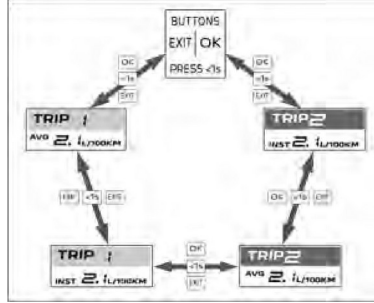 BUTTONS
EXIT OK
PRESS <1s
OK
<1s
EXIT
OK
<1s
EXIT
TRIP 1
AVG 2.1L/100KM
TRIP 2
INST 2.1L/100KM
<1s EXIT
OK <1s EXIT
TRIP 1
INST 2.1L/100KM
OK
<1s
EXIT
TRIP 2
AVG 2.1L/100KM